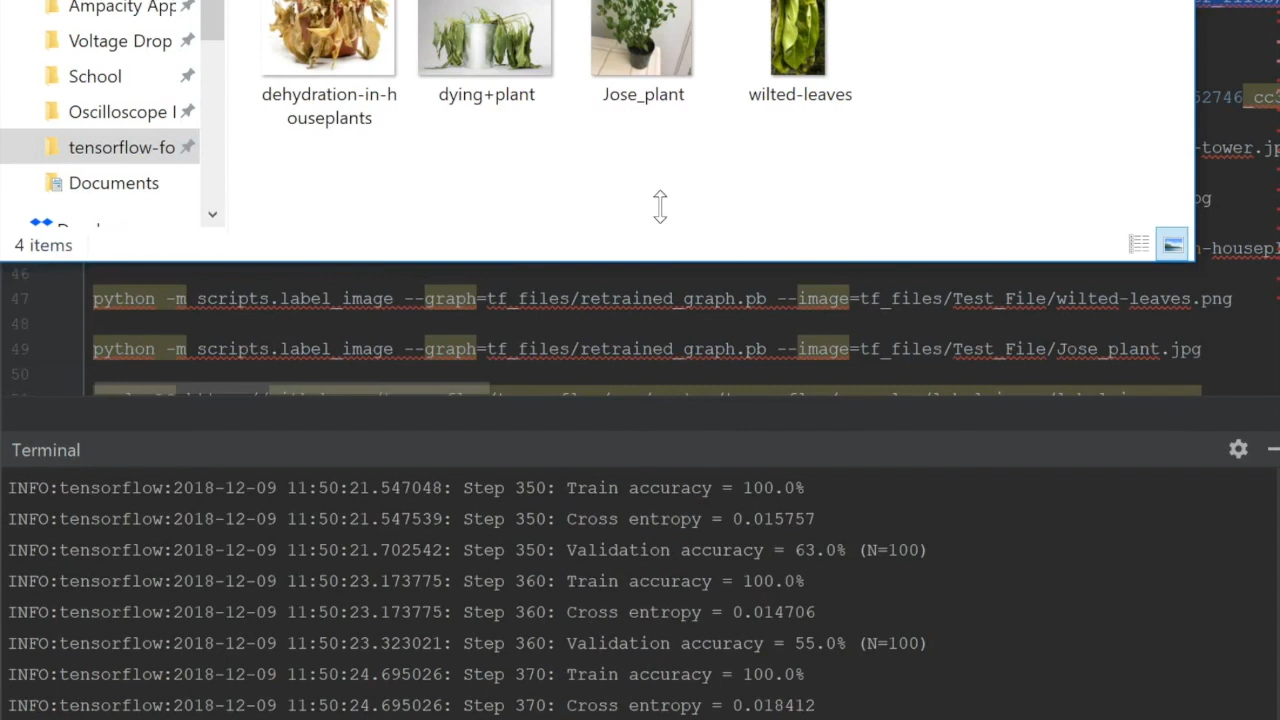 Ampacity App
Voltage Drop
School
Oscilloscope I
tensorflow-fo
Documents
4 items
dehydration-in-h
ouseplants
dying+plant
Jose_plant
wilted-leaves
52746_cc3
-tower.jp
46
47 python -m scripts.label_image --graph=tf_files/retrained_graph.pb --image=tf_files/Test_File/wilted-leaves.png
48
49 python -m scripts.label_image --graph=tf_files/retrained_graph.pb --image=tf_files/Test_File/Jose_plant.jpg
50
Terminal
INFO:tensorflow:2018-12-09 11:50:21.547048: Step 350: Train accuracy = 100.0%
INFO:tensorflow:2018-12-09 11:50:21.547539: Step 350: Cross entropy = 0.015757
INFO:tensorflow:2018-12-09 11:50:21.702542: Step 350: Validation accuracy = 63.0% (N=100)
INFO:tensorflow:2018-12-09 11:50:23.173775: Step 360: Train accuracy = 100.0%
INFO:tensorflow:2018-12-09 11:50:23.173775: Step 360: Cross entropy = 0.014706
INFO:tensorflow:2018-12-09 11:50:23.323021: Step 360: Validation accuracy = 55.0% (N=100)
INFO:tensorflow:2018-12-09 11:50:24.695026: Step 370: Train accuracy = 100.0%
INFO:tensorflow:2018-12-09 11:50:24.695026: Step 370: Cross entropy = 0.018412